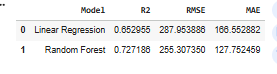 Model R2 RMSE MAE
0 Linear Regression 0.652955 287.953886 166.552882
1 Random Forest 0.727186 255.307350 127.752459